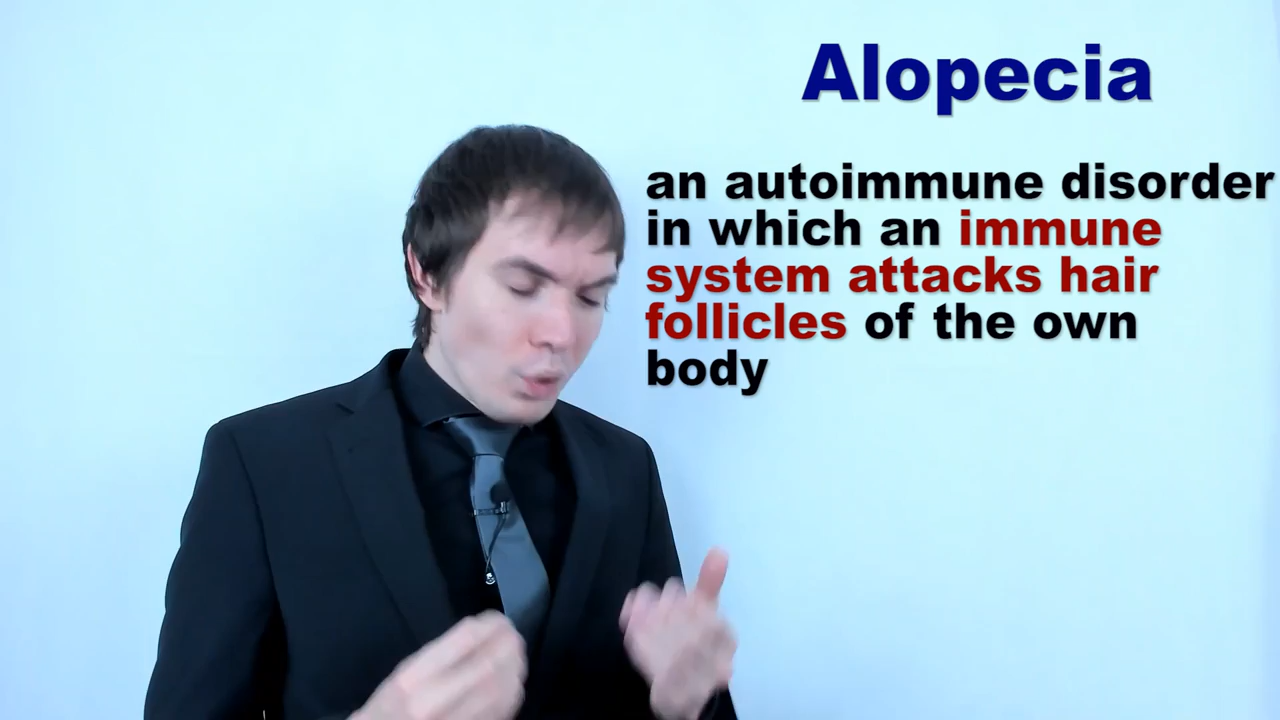 Alopecia
an autoimmune disorder
in which an immune
system attacks hair
follicles of the own
body